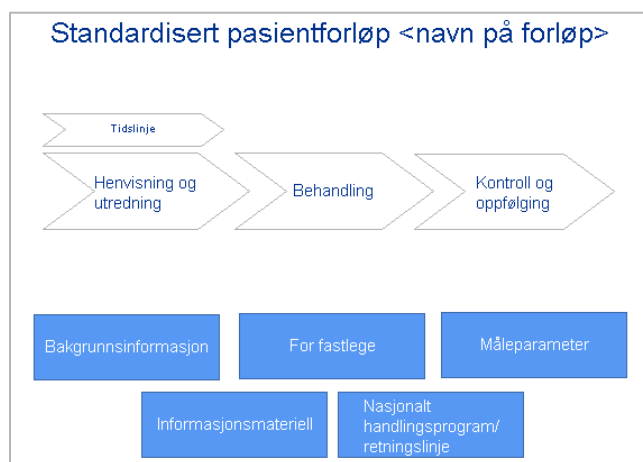 Standardisert pasientforløp <navn på forløp>
Tidslinje
Henvisning og
utredning
Behandling
Kontroll og
oppfølging
Bakgrunnsinformasjon
For fastlege
Måleparameter
Informasjonsmateriell
Nasjonalt
handlingsprogram/
retningslinje